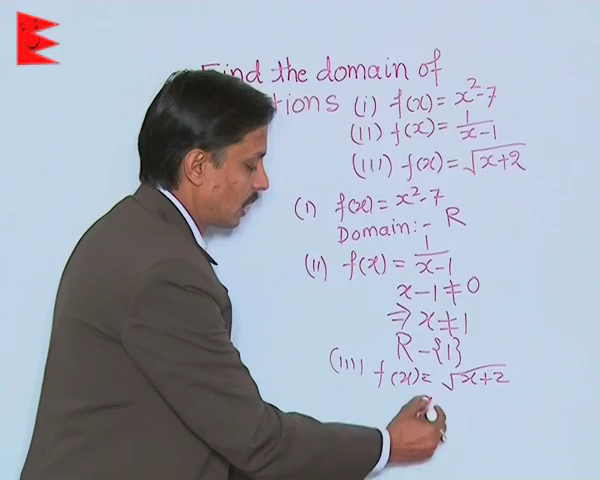 Find the domain of
tions (i) f(x) = x²-7
(ii) f(x) = 1/(x-1)
(iii) f(x) = √(x+2)
(i) f(x) = x²-7
Domain:- R
(ii) f(x) = 1/(x-1)
x-1≠0
⇒ x≠1
R-{1}
(iii) f(x) = √(x+2)